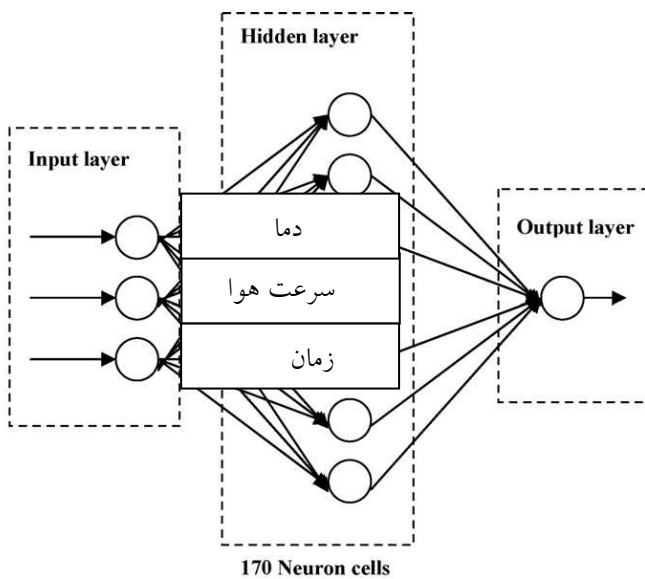 Hidden layer
Input layer
دما
سرعت هوا
زمان
Output layer
170 Neuron cells